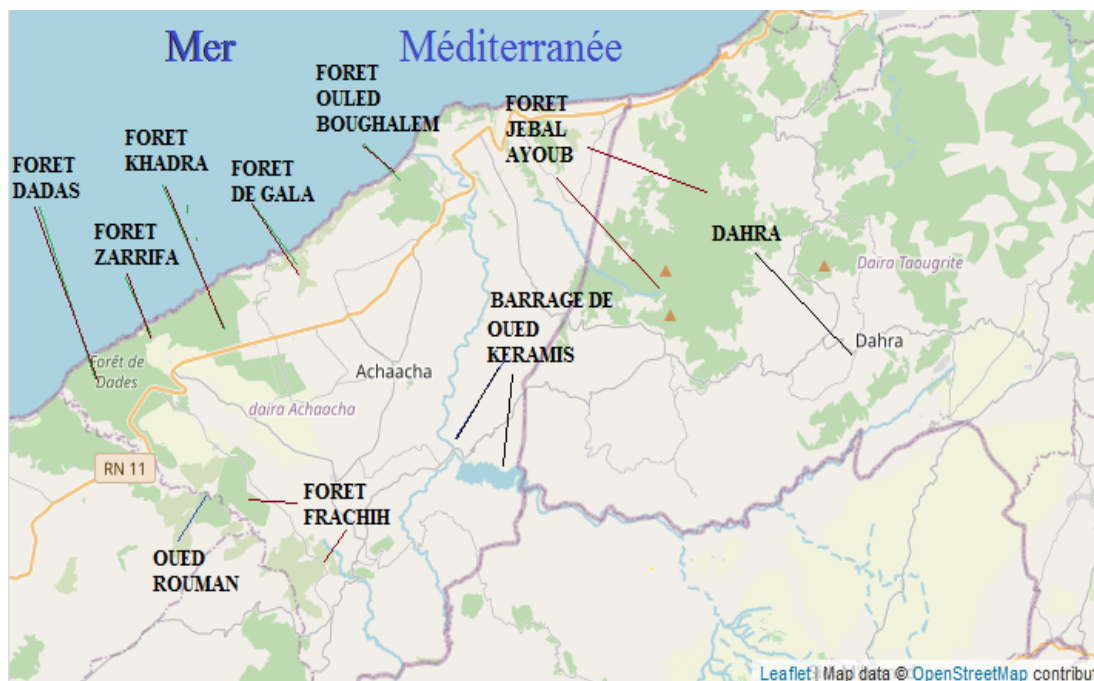 Mer Méditerranée
FORET
OULED
BOUGHALEM
FORET
JEBAL
AYOUB
FORET
KHADRA
FORET
DADAS
FORET
DE GALA
FORET
ZARRIFA
DAHRA
Daira Taougrite
BARRAGE DE
OUED
KERAMIS
Forêt de
Dades
Achaacha
Dahra
daira Achaacha
RN 11
FORET
FRACHIH
OUED
ROUMAN
Leaflet | Map data © OpenStreetMap contribut